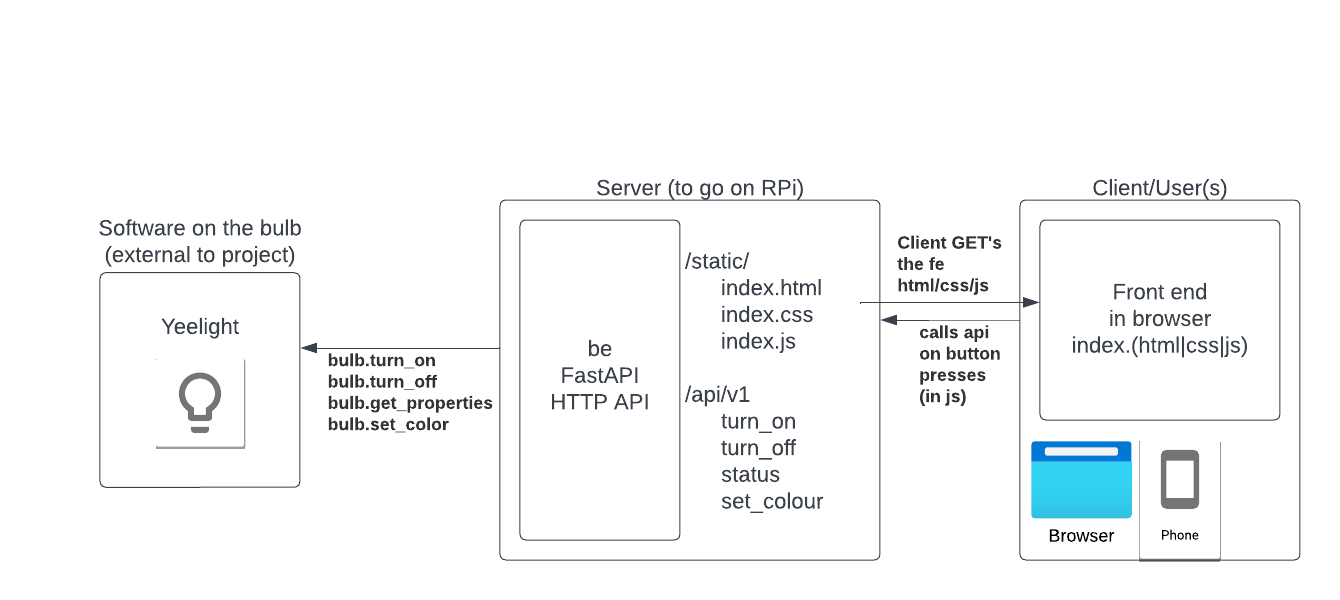 Software on the bulb
(external to project)
Yeelight
bulb.turn_on
bulb.turn_off
bulb.get_properties
bulb.set_color
Server (to go on RPi)
be
FastAPI
HTTP API
/static/
index.html
index.css
index.js
/api/v1
turn_on
turn_off
status
set_colour
Client GET's
the fe
html/css/js
calls api
on button
presses
(in js)
Client/User(s)
Front end
in browser
index.(html|css|js)
Browser
Phone